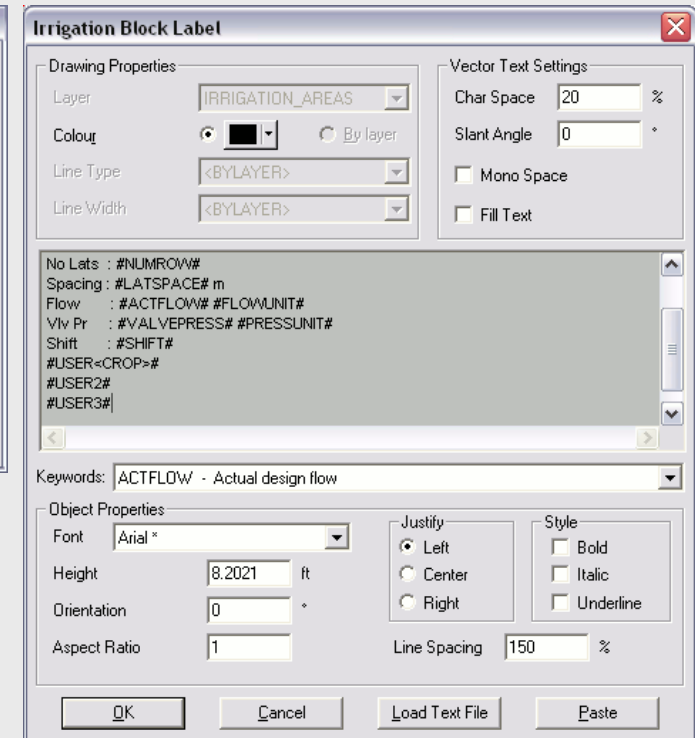 Irrigation Block Label
Drawing Properties
Layer IRRIGATION_AREAS
Colour By layer
Line Type <BYLAYER>
Line Width <BYLAYER>
Vector Text Settings
Char Space 20 %
Slant Angle 0 °
Mono Space
Fill Text
No Lats : #NUMROW#
Spacing : #LATSPACE# m
Flow : #ACTFLOW# #FLOWUNIT#
Vlv Pr : #VALVEPRESS# #PRESSUNIT#
Shift : #SHIFT#
#USER<CROP>#
#USER2#
#USER3#
Keywords: ACTFLOW - Actual design flow
Object Properties
Font Arial *
Height 8.2021 ft
Orientation 0 °
Aspect Ratio 1
Justify
Left
Center
Right
Style
Bold
Italic
Underline
Line Spacing 150 %
OK Cancel Load Text File Paste